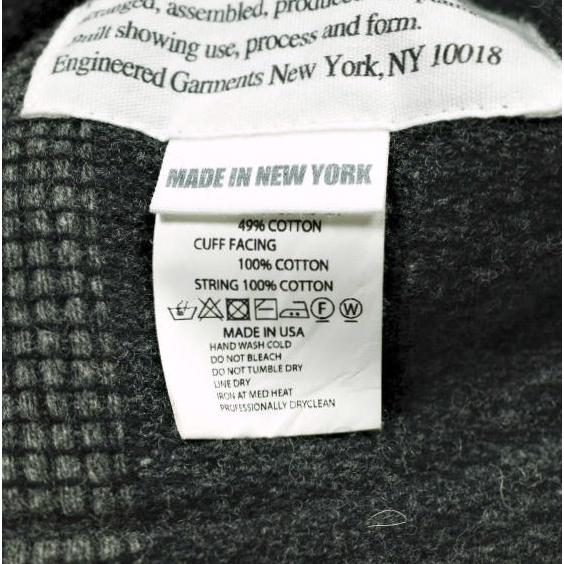 assembled,
built showing use, process and form.
Engineered Garments New York, NY 10018
MADE IN NEW YORK
49% COTTON
CUFF FACING
100% COTTON
STRING 100% COTTON
F W
MADE IN USA
HAND WASH COLD
DO NOT BLEACH
DO NOT TUMBLE DRY
LINE DRY
IRON AT MED HEAT
PROFESSIONALLY DRYCLEAN